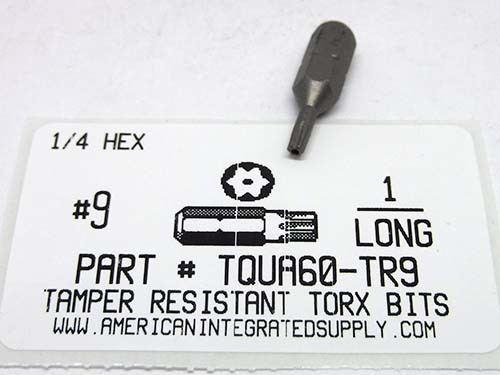 1/4 HEX
#9
1
LONG
PART # TQUA60-TR9
TAMPER RESISTANT TORX BITS
WWW.AMERICANINTEGRATEDSUPPLY.COM